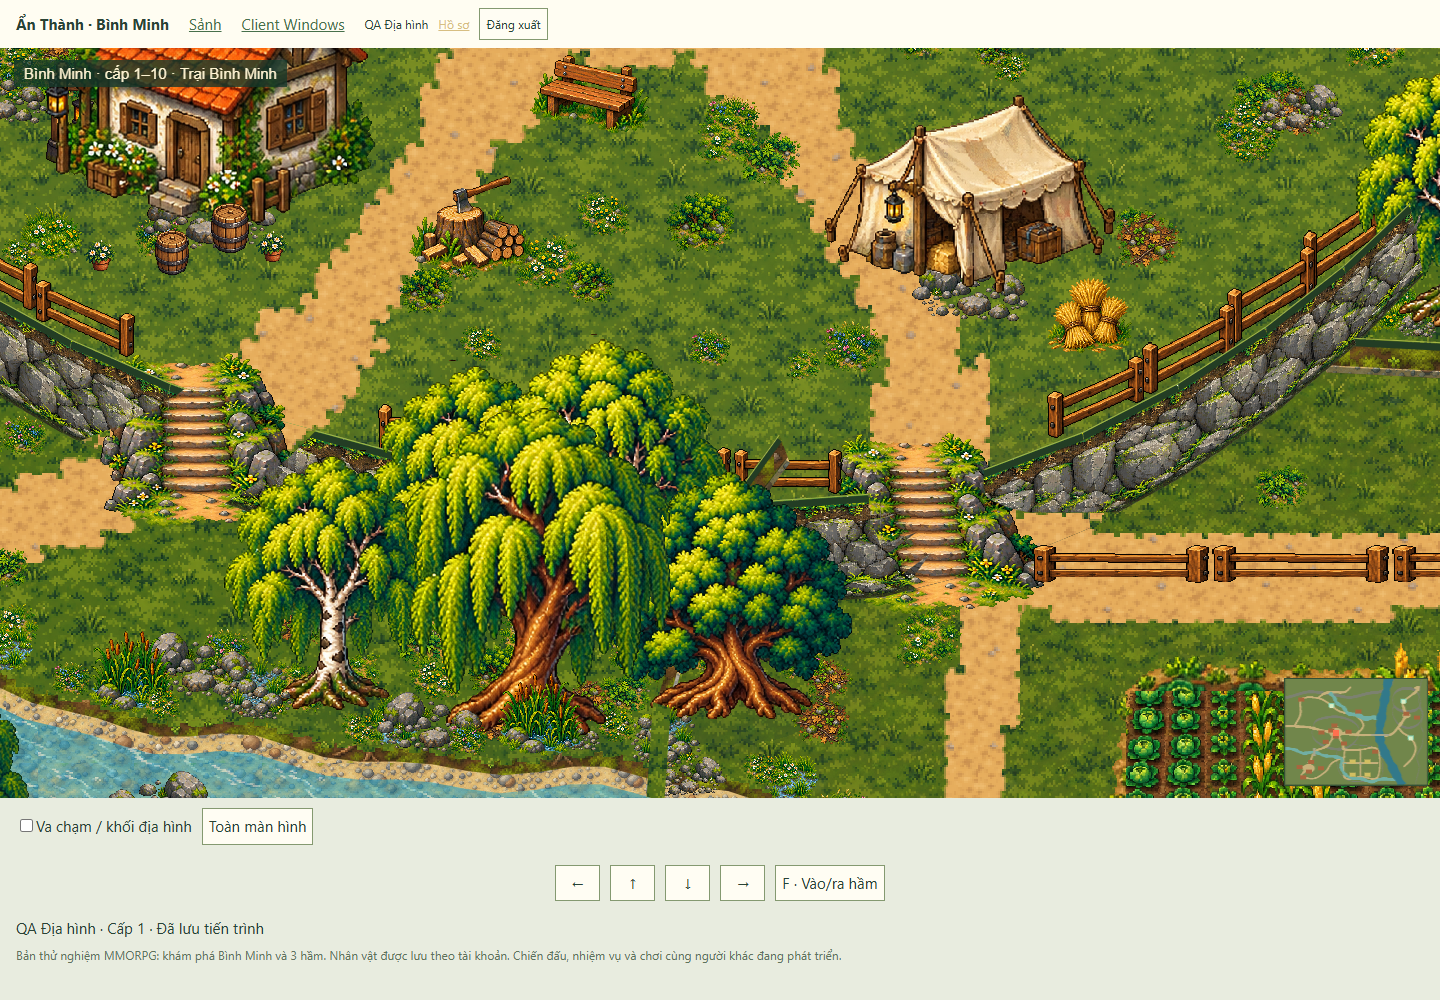 Ẩn Thành · Bình Minh Sảnh Client Windows QA Địa hình Hồ sơ Đăng xuất
Bình Minh · cấp 1–10 · Trại Bình Minh
Va chạm / khối địa hình Toàn màn hình
← ↑ ↓ → F · Vào/ra hầm
QA Địa hình · Cấp 1 · Đã lưu tiến trình
Bản thử nghiệm MMORPG: khám phá Bình Minh và 3 hầm. Nhân vật được lưu theo tài khoản. Chiến đấu, nhiệm vụ và chơi cùng người khác đang phát triển.